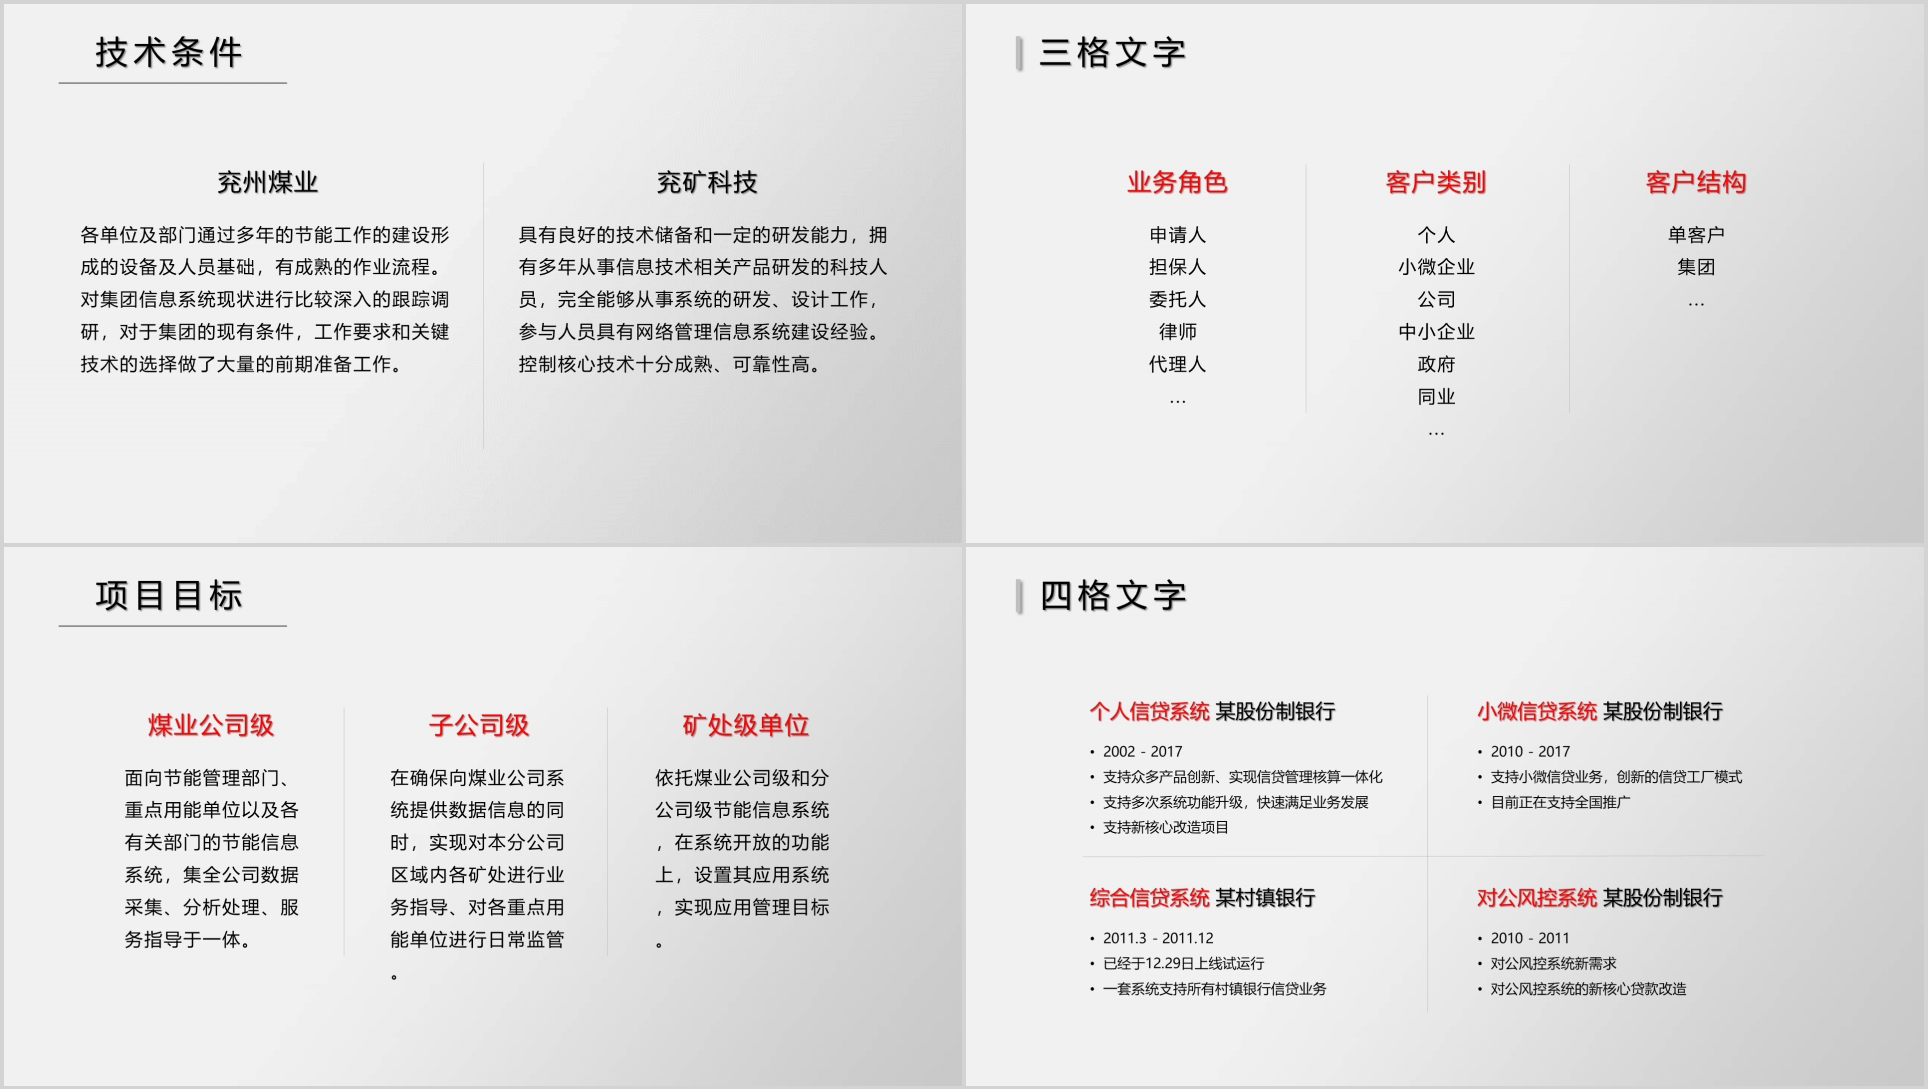 技术条件
兖州煤业
各单位及部门通过多年的节能工作的建设形
成的设备及人员基础，有成熟的作业流程。
对集团信息系统现状进行比较深入的跟踪调
研，对于集团的现有条件，工作要求和关键
技术的选择做了大量的前期准备工作。
兖矿科技
具有良好的技术储备和一定的研发能力，拥
有多年从事信息技术相关产品研发的科技人
员，完全能够从事系统的研发、设计工作，
参与人员具有网络管理信息系统建设经验。
控制核心技术十分成熟、可靠性高。
三格文字
业务角色
申请人
担保人
委托人
律师
代理人
…
客户类别
个人
小微企业
公司
中小企业
政府
同业
…
客户结构
单客户
集团
…
项目目标
煤业公司级
面向节能管理部门、
重点用能单位以及各
有关部门的节能信息
系统，集全公司数据
采集、分析处理、服
务指导于一体。
子公司级
在确保向煤业公司系
统提供数据信息的同
时，实现对本分公司
区域内各矿处进行业
务指导、对各重点用
能单位进行日常监管
。
矿处级单位
依托煤业公司级和分
公司级节能信息系统
，在系统开放的功能
上，设置其应用系统
，实现应用管理目标
。
四格文字
个人信贷系统 某股份制银行
• 2002 - 2017
• 支持众多产品创新、实现信贷管理核算一体化
• 支持多次系统功能升级，快速满足业务发展
• 支持新核心改造项目
小微信贷系统 某股份制银行
• 2010 - 2017
• 支持小微信贷业务，创新的信贷工厂模式
• 目前正在支持全国推广
综合信贷系统 某村镇银行
• 2011.3 - 2011.12
• 已经于12.29日上线试运行
• 一套系统支持所有村镇银行信贷业务
对公风控系统 某股份制银行
• 2010 - 2011
• 对公风控系统新需求
• 对公风控系统的新核心贷款改造